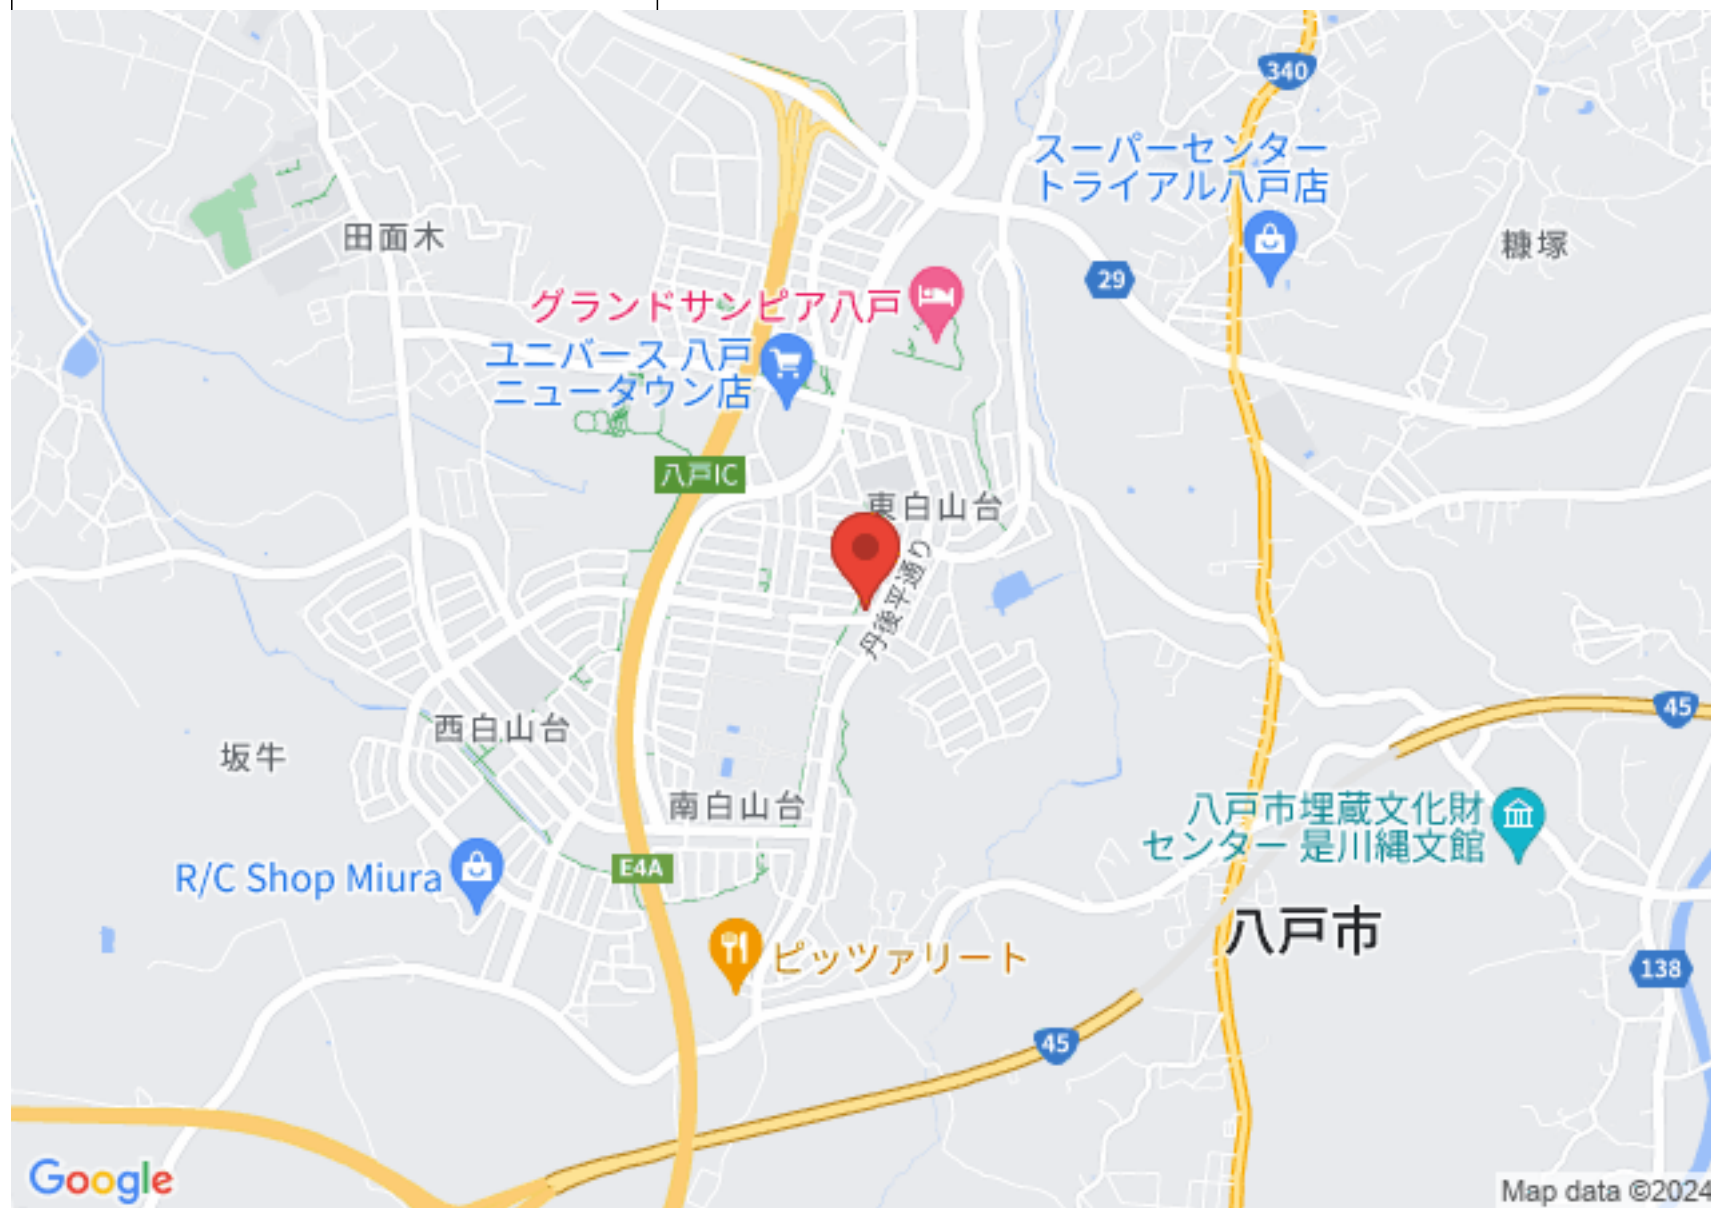 340
スーパーセンター
トライアル八戸店
田面木
糠塚
29
グランドサンピア八戸
ユニバース 八戸
ニュータウン店
八戸IC
東白山台
丹後平通り
45
西白山台
坂牛
南白山台
八戸市埋蔵文化財
センター 是川縄文館
E4A
R/C Shop Miura
八戸市
ピッツァリート
138
45
Google
Map data ©2024